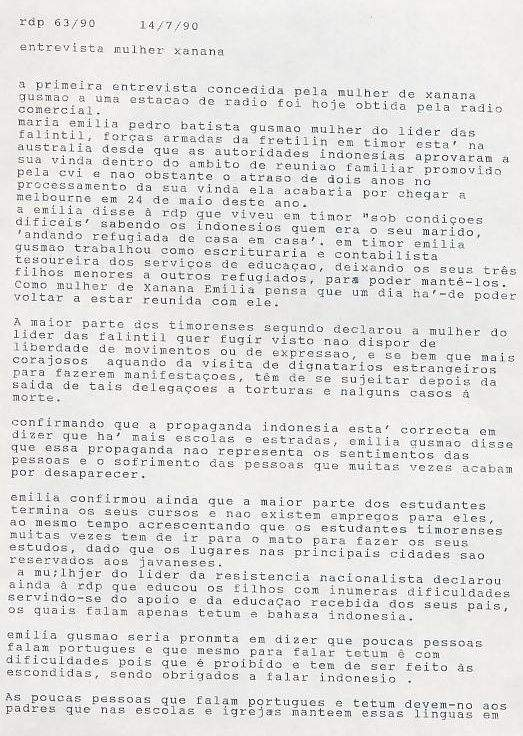 rdp 63/90     14/7/90
entrevista mulher xanana
a primeira entrevista concedida pela mulher de xanana
gusmao a uma estacao de radio foi hoje obtida pela radio
comercial.
maria emilia pedro batista gusmao mulher do lider das
falintil, forças armadas da fretilin em timor esta' na
australia desde que as autoridades indonesias aprovaram a
sua vinda dentro do ambito de reuniao familiar promovido
pela cvi e nao obstante o atraso de dois anos no
processamento da sua vinda ela acabaria por chegar a
melbourne em 24 de maio deste ano.
a emilia disse à rdp que viveu em timor "sob condiçoes
dificeis' sabendo os indonesios quem era o seu marido,
'andando refugiada de casa em casa'. em timor emilia
gusmao trabalhou como escrituraria e contabilista
tesoureira dos serviços de educaçao, deixando os seus três
filhos menores a outros refugiados, para poder mantê-los.
Como mulher de Xanana Emilia pensa que um dia ha'-de poder
voltar a estar reunida com ele.
A maior parte dos timorenses segundo declarou a mulher do
lider das falintil quer fugir visto nao dispor de
liberdade de movimentos ou de expressao, e se bem que mais
corajosos  aquando da visita de dignatarios estrangeiros
para fazerem manifestaçoes, têm de se sujeitar depois da
saida de tais delegaçoes a torturas e nalguns casos á
morte.
confirmando que a propaganda indonesia esta' correcta em
dizer que ha' mais escolas e estradas, emilia gusmao disse
que essa propaganda nao representa os sentimentos das
pessoas e o sofrimento das pessoas que muitas vezes acabam
por desaparecer.
emilia confirmou ainda que a maior parte dos estudantes
termina os seus cursos e nao existem empregos para eles,
ao mesmo tempo acrescentando que os estudantes timorenses
muitas vezes tem de ir para o mato para fazer os seus
estudos, dado que os lugares nas principais cidades sao
reservados aos javaneses.
a mu;lhjer do lider da resistencia nacionalista declarou
ainda à rdp que educou os filhos com inumeras dificuldades
servindo-se do apoio e da educaçao recebida dos seus pais,
os quais falam apenas tetum e bahasa indonesia.
emilia gusmao seria pronmta em dizer que poucas pessoas
falam portugues e que mesmo para falar tetum é com
dificuldades pois que é proibido e tem de ser feito ás
escondidas, sendo obrigados a falar indonesio .
As poucas pessoas que falam portugues e tetum devem-no aos
padres que nas escolas e igrejas manteem essas linguas em